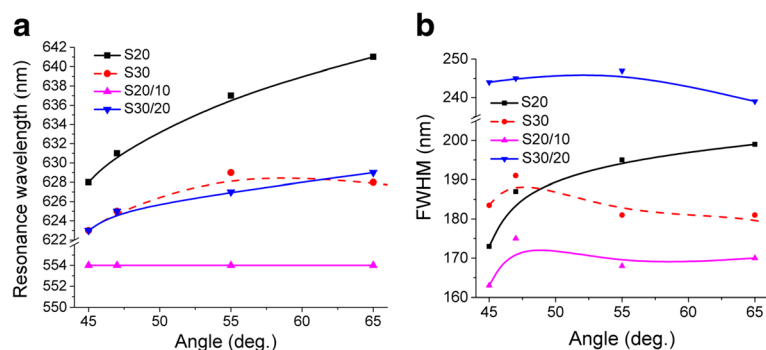 a
Resonance wavelength (nm)
642
640
638
636
634
632
630
628
626
624
622
554
552
550
S20
S30
S20/10
S30/20
45
50
55
60
65
Angle (deg.)
b
FWHM (nm)
250
245
240
200
190
180
170
160
S20
S30
S20/10
S30/20
45
50
55
60
65
Angle (deg.)